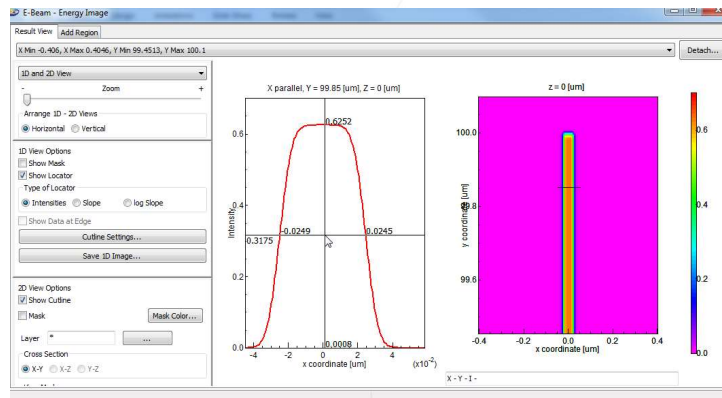 E-Beam - Energy Image
Result View Add Region
X Min -0.406, X Max 0.4046, Y Min 99.4513, Y Max 100.1
Detach...
1D and 2D View
- Zoom +
Arrange 1D - 2D Views
Horizontal Vertical
1D View Options
Show Mask
Show Locator
Type of Locator
Intensities Slope log Slope
Show Data at Edge
Cutline Settings...
Save 1D Image...
2D View Options
Show Cutline
Mask Mask Color...
Layer * ...
Cross Section
X-Y X-Z Y-Z
X parallel, Y = 99.85 [um], Z = 0 [um]
0.6252
0.6
0.4
Intensity
-0.0249 0.0245
0.3175
0.2
0.0008
0.0
-4 -2 0 2 4 (x10⁻²)
x coordinate [um]
z = 0 [um]
100.0
99.8
y coordinate [um]
99.6
-0.4 -0.2 0.0 0.2 0.4
x coordinate [um]
0.6
0.4
0.2
0.0
X - Y - I -